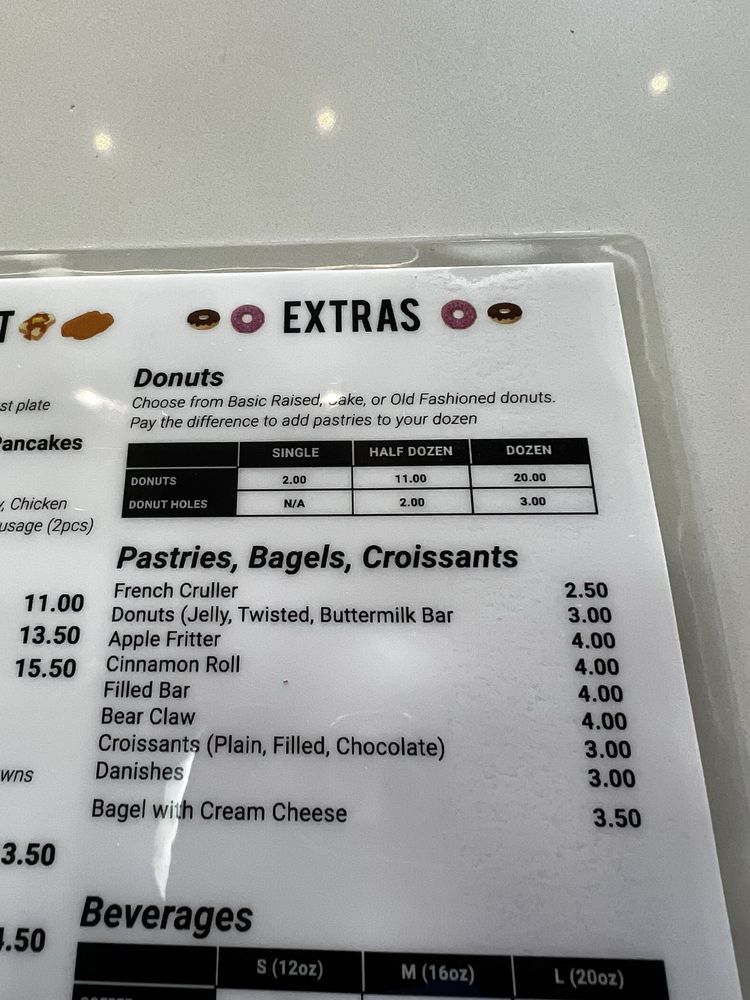 T
EXTRAS
st plate
Pancakes
Chicken
usage (2pcs)
11.00
13.50
15.50
wns
3.50
.50
Donuts
Choose from Basic Raised, Cake, or Old Fashioned donuts.
Pay the difference to add pastries to your dozen
SINGLE HALF DOZEN DOZEN
DONUTS 2.00 11.00 20.00
DONUT HOLES N/A 2.00 3.00
Pastries, Bagels, Croissants
French Cruller 2.50
Donuts (Jelly, Twisted, Buttermilk Bar 3.00
Apple Fritter 4.00
Cinnamon Roll 4.00
Filled Bar 4.00
Bear Claw 4.00
Croissants (Plain, Filled, Chocolate) 3.00
Danishes 3.00
Bagel with Cream Cheese 3.50
Beverages
S (12oz) M (16oz) L (20oz)